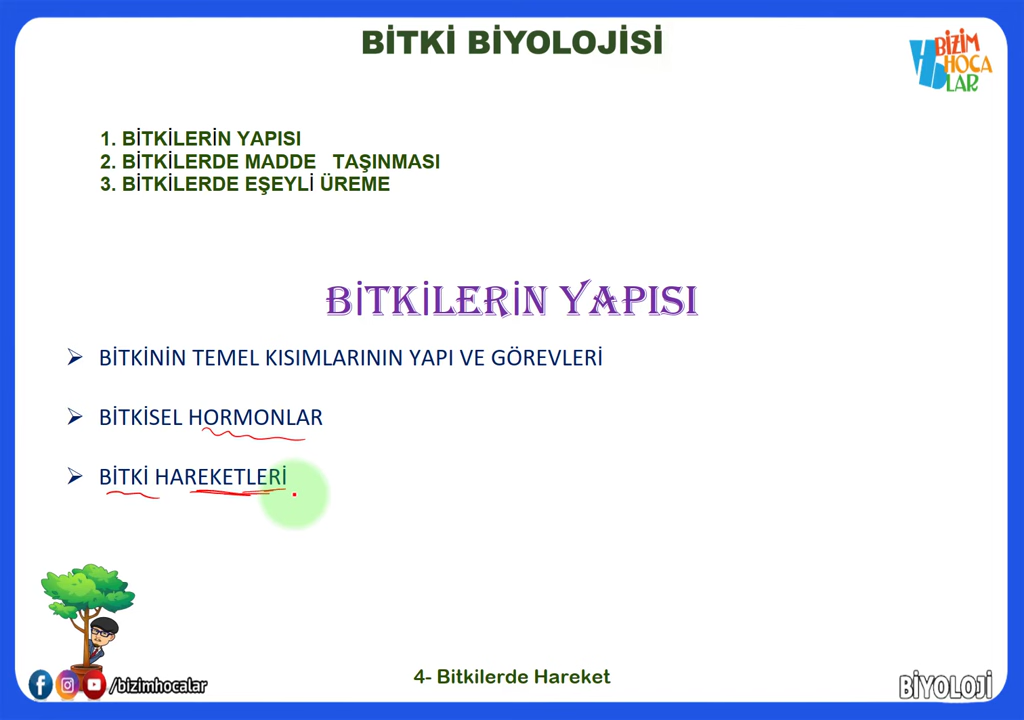 BİTKİ BİYOLOJİSİ
BİZİM
HOCA
LAR
1. BİTKİLERİN YAPISI
2. BİTKİLERDE MADDE TAŞINMASI
3. BİTKİLERDE EŞEYLİ ÜREME
BİTKİLERİN YAPISI
BİTKİNİN TEMEL KISIMLARININ YAPI VE GÖREVLERİ
BİTKİSEL HORMONLAR
BİTKİ HAREKETLERİ
/bizimhocalar
4- Bitkilerde Hareket
BİYOLOJİ